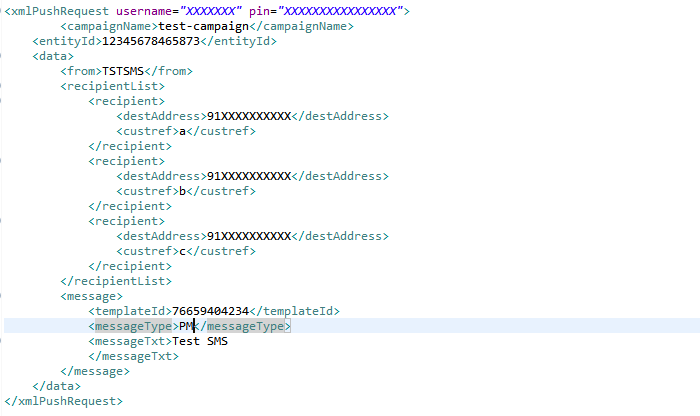 <xmlPushRequest username="XXXXXXX" pin="XXXXXXXXXXXXXXXX">
<campaignName>test-campaign</campaignName>
<entityId>12345678465873</entityId>
<data>
<from>TSTSMS</from>
<recipientList>
<recipient>
<destAddress>91XXXXXXXXXX</destAddress>
<custref>a</custref>
</recipient>
<recipient>
<destAddress>91XXXXXXXXXX</destAddress>
<custref>b</custref>
</recipient>
<recipient>
<destAddress>91XXXXXXXXXX</destAddress>
<custref>c</custref>
</recipient>
</recipientList>
<message>
<templateId>76659404234</templateId>
<messageType>PM</messageType>
<messageTxt>Test SMS
</messageTxt>
</message>
</data>
</xmlPushRequest>